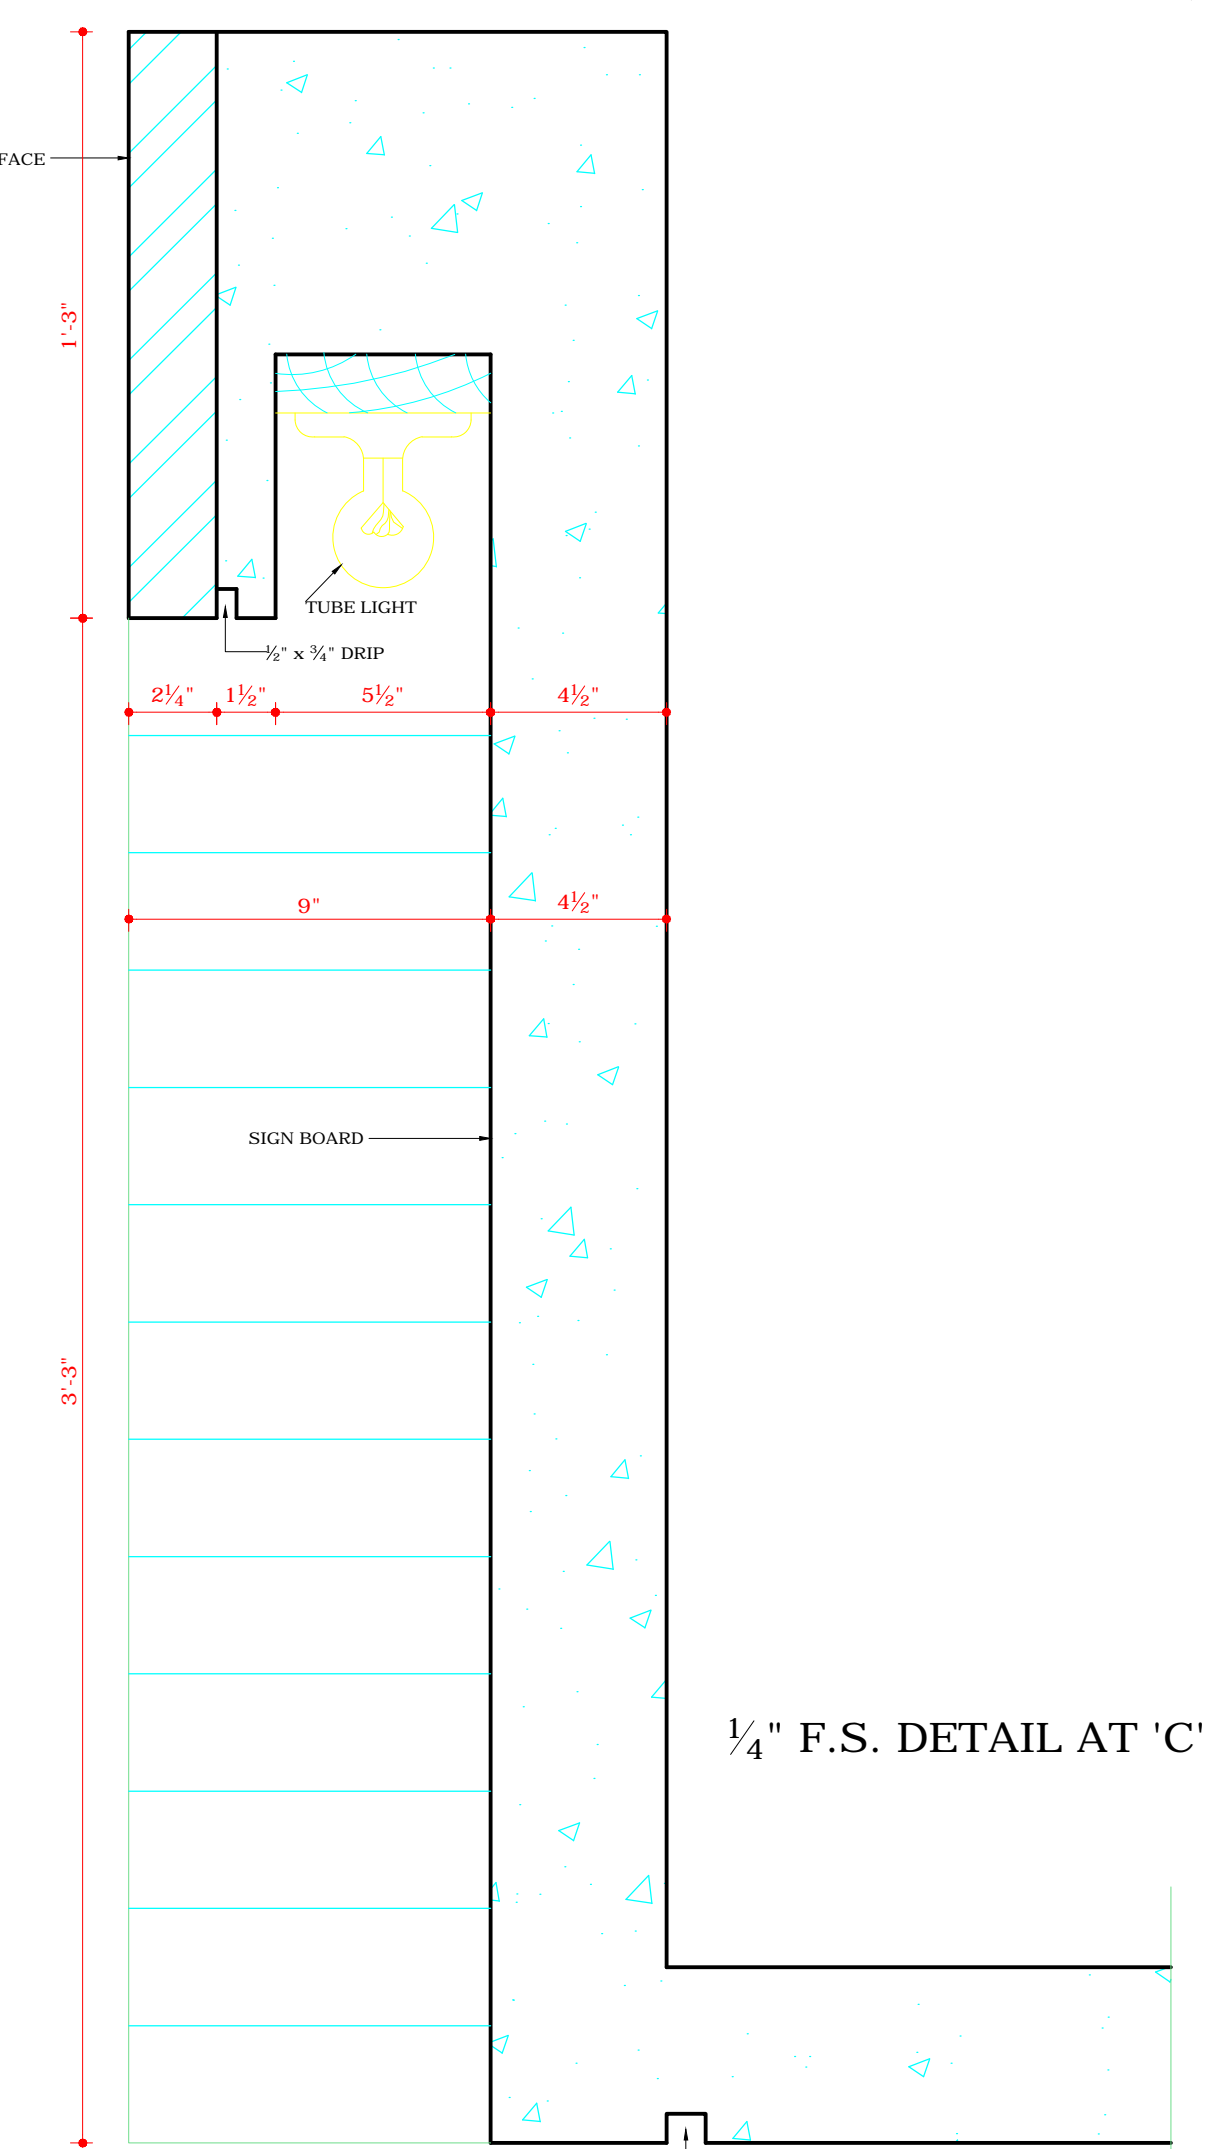 FACE
1'-3"
TUBE LIGHT
½" x ¾" DRIP
2¼" 1½" 5½" 4½"
9" 4½"
SIGN BOARD
3'-3"
¼" F.S. DETAIL AT 'C'